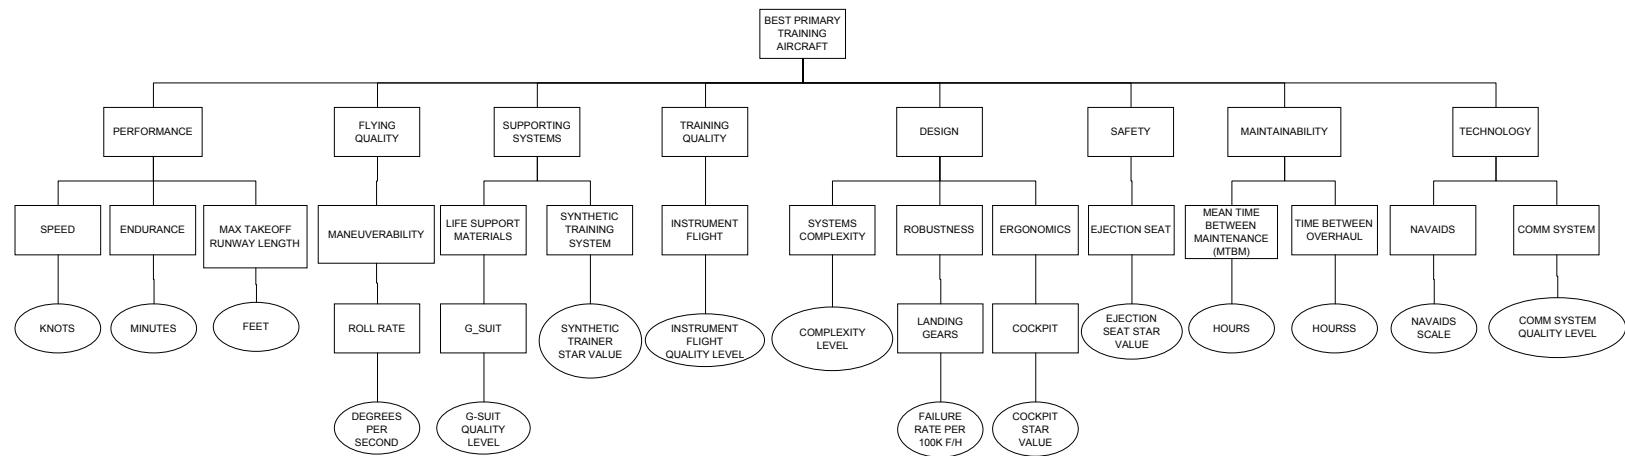 BEST PRIMARY
TRAINING
AIRCRAFT
PERFORMANCE
FLYING
QUALITY
SUPPORTING
SYSTEMS
TRAINING
QUALITY
DESIGN
SAFETY
MAINTAINABILITY
TECHNOLOGY
SPEED
ENDURANCE
MAX TAKEOFF
RUNWAY LENGTH
MANEUVERABILITY
LIFE SUPPORT
MATERIALS
SYNTHETIC
TRAINING
SYSTEM
INSTRUMENT
FLIGHT
SYSTEMS
COMPLEXITY
ROBUSTNESS
ERGONOMICS
EJECTION SEAT
MEAN TIME
BETWEEN
MAINTENANCE
(MTBM)
TIME BETWEEN
OVERHAUL
NAVAIDS
COMM SYSTEM
KNOTS
MINUTES
FEET
ROLL RATE
G_SUIT
SYNTHETIC
TRAINER
STAR VALUE
INSTRUMENT
FLIGHT
QUALITY LEVEL
COMPLEXITY
LEVEL
LANDING
GEARS
COCKPIT
EJECTION
SEAT STAR
VALUE
HOURS
HOURSS
NAVAIDS
SCALE
COMM SYSTEM
QUALITY LEVEL
DEGREES
PER
SECOND
G-SUIT
QUALITY
LEVEL
FAILURE
RATE PER
100K F/H
COCKPIT
STAR
VALUE